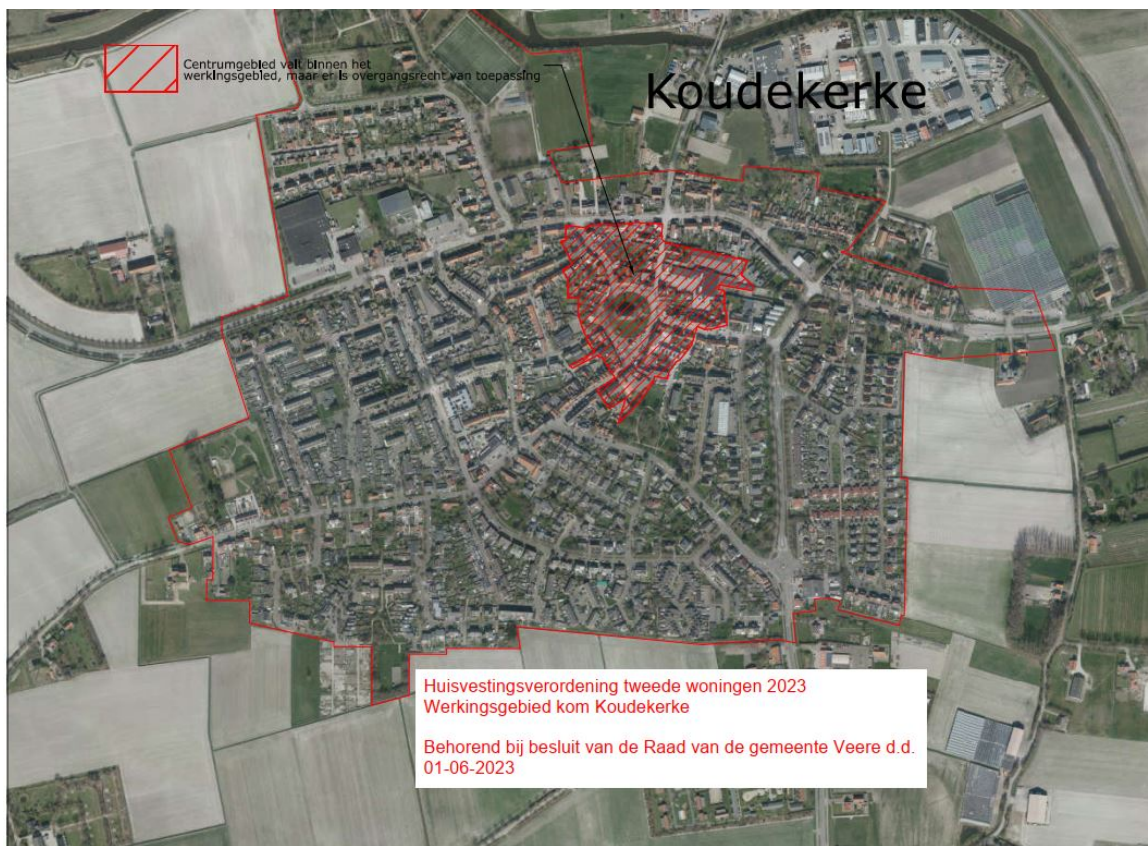 Centrumgebied valt binnen het
werkingsgebied, maar er is overgangsrecht van toepassing
Koudekerke
Huisvestingsverordening tweede woningen 2023
Werkingsgebied kom Koudekerke
Behorend bij besluit van de Raad van de gemeente Veere d.d.
01-06-2023